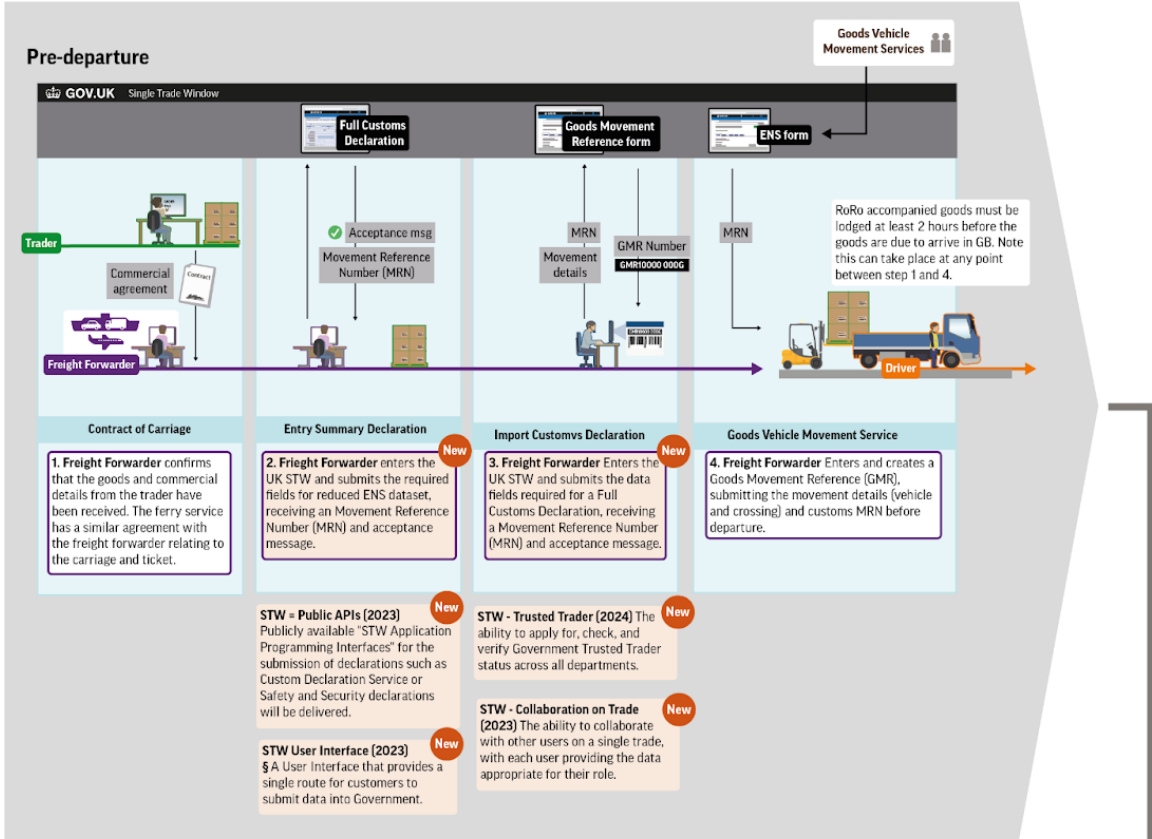 Goods Vehicle
Movement Services
Pre-departure
GOV.UK Single Trade Window
Full Customs
Declaration
Goods Movement
Reference form
ENS form
Trader
Commercial
agreement
Contract
Freight Forwarder
Acceptance msg
Movement Reference
Number (MRN)
MRN
Movement
details
GMR Number
GMR10000 000G
MRN
RoRo accompanied goods must be
lodged at least 2 hours before the
goods are due to arrive in GB. Note
this can take place at any point
between step 1 and 4.
Driver
Contract of Carriage
1. Freight Forwarder confirms
that the goods and commercial
details from the trader have
been received. The ferry service
has a similar agreement with
the freight forwarder relating to
the carriage and ticket.
Entry Summary Declaration
New
2. Freight Forwarder enters the
UK STW and submits the required
fields for reduced ENS dataset,
receiving an Movement Reference
Number (MRN) and acceptance
message.
Import Customvs Declaration
New
3. Freight Forwarder Enters the
UK STW and submits the data
fields required for a Full
Customs Declaration, receiving
a Movement Reference Number
(MRN) and acceptance message.
Goods Vehicle Movement Service
4. Freight Forwarder Enters and creates a
Goods Movement Reference (GMR),
submitting the movement details (vehicle
and crossing) and customs MRN before
departure.
New
STW = Public APIs (2023)
Publicly available "STW Application
Programming Interfaces" for the
submission of declarations such as
Custom Declaration Service or
Safety and Security declarations
will be delivered.
New
STW User Interface (2023)
§ A User Interface that provides a
single route for customers to
submit data into Government.
New
STW - Trusted Trader (2024) The
ability to apply for, check, and
verify Government Trusted Trader
status across all departments.
New
STW - Collaboration on Trade
(2023) The ability to collaborate
with other users on a single trade,
with each user providing the data
appropriate for their role.